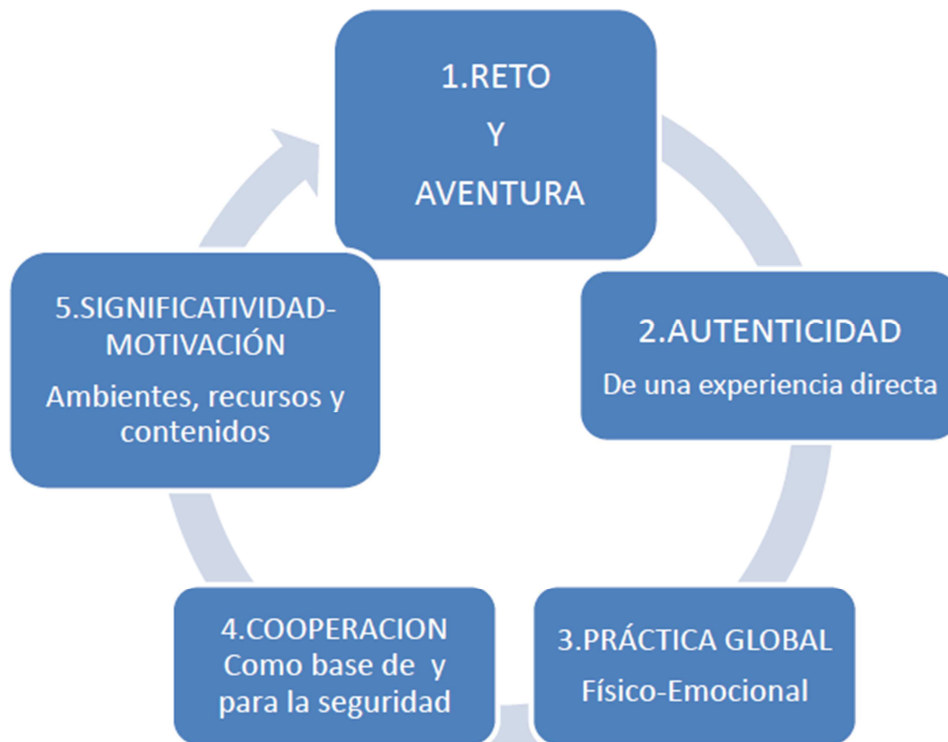 1.RETO
Y
AVENTURA
2.AUTENTICIDAD
De una experiencia directa
3.PRÁCTICA GLOBAL
Físico-Emocional
4.COOPERACION
Como base de y
para la seguridad
5.SIGNIFICATIVIDAD-
MOTIVACIÓN
Ambientes, recursos y
contenidos